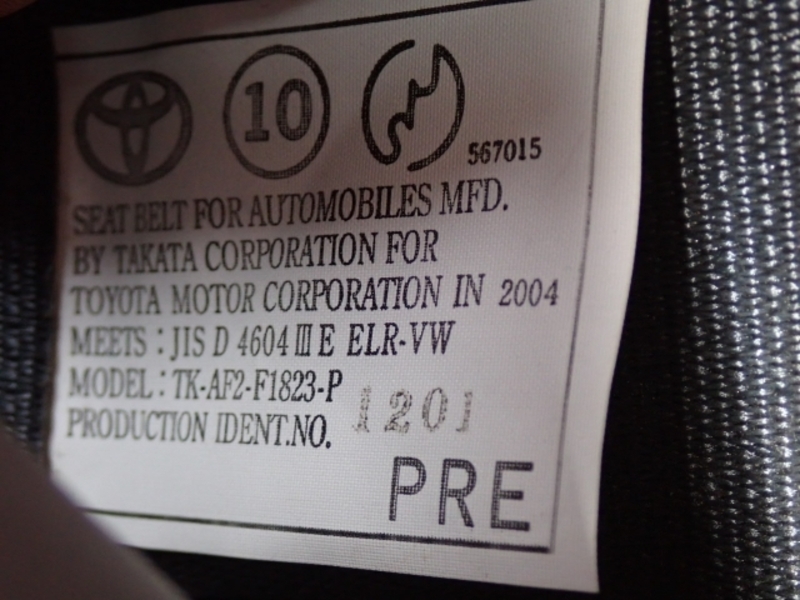 10
567015
SEAT BELT FOR AUTOMOBILES MFD.
BY TAKATA CORPORATION FOR
TOYOTA MOTOR CORPORATION IN 2004
MEETS : JIS D 4604 III E ELR-VW
MODEL : TK-AF2-F1823-P
PRODUCTION IDENT.NO. 1201
PRE